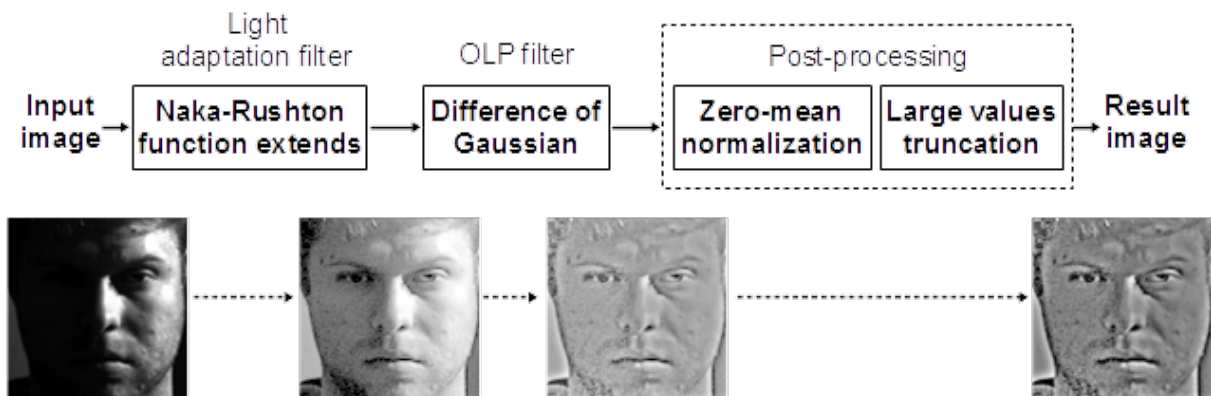 Light
adaptation filter
OLP filter
Post-processing
Input
image
Naka-Rushton
function extends
Difference of
Gaussian
Zero-mean
normalization
Large values
truncation
Result
image